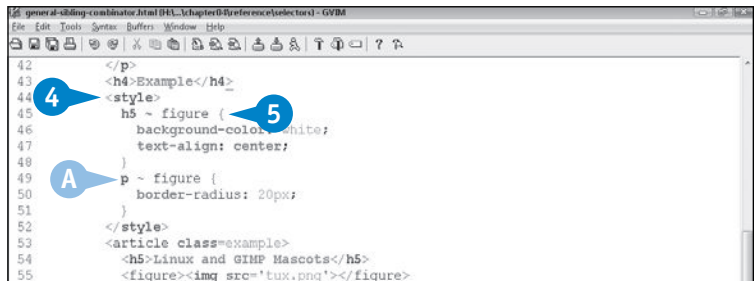 general-sibling-combinator.html (H:\...\chapter04\reference\selectors) - GVIM
File Edit Tools Syntax Buffers Window Help
42 </p>
43 <h4>Example</h4>
44 <style>
4
45 h5 ~ figure {
5
46 background-color: white;
47 text-align: center;
48 }
49 p ~ figure {
A
50 border-radius: 20px;
51 }
52 </style>
53 <article class=example>
54 <h5>Linux and GIMP Mascots</h5>
55 <figure><img src='tux.png'></figure>